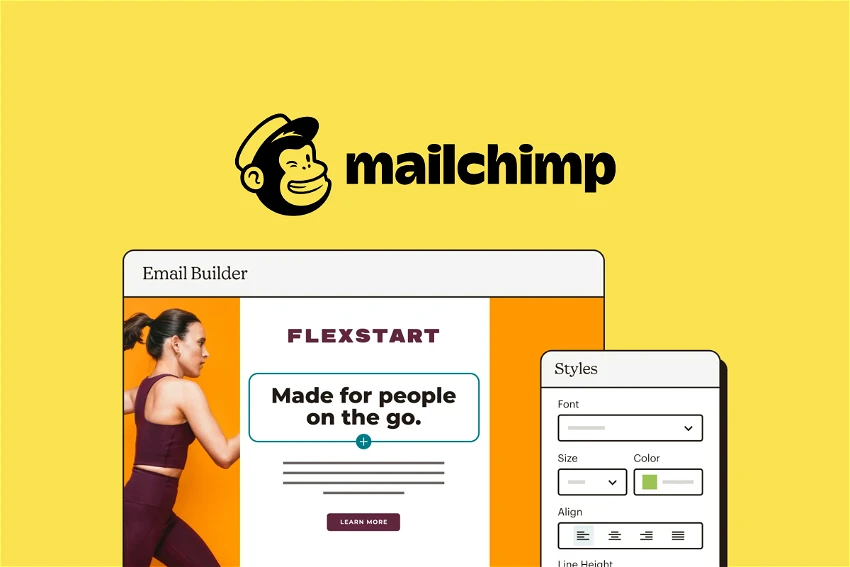 mailchimp
Email Builder
FLEXSTART
Made for people
on the go.
LEARN MORE
Styles
Font
Size
Color
Align
Line Height